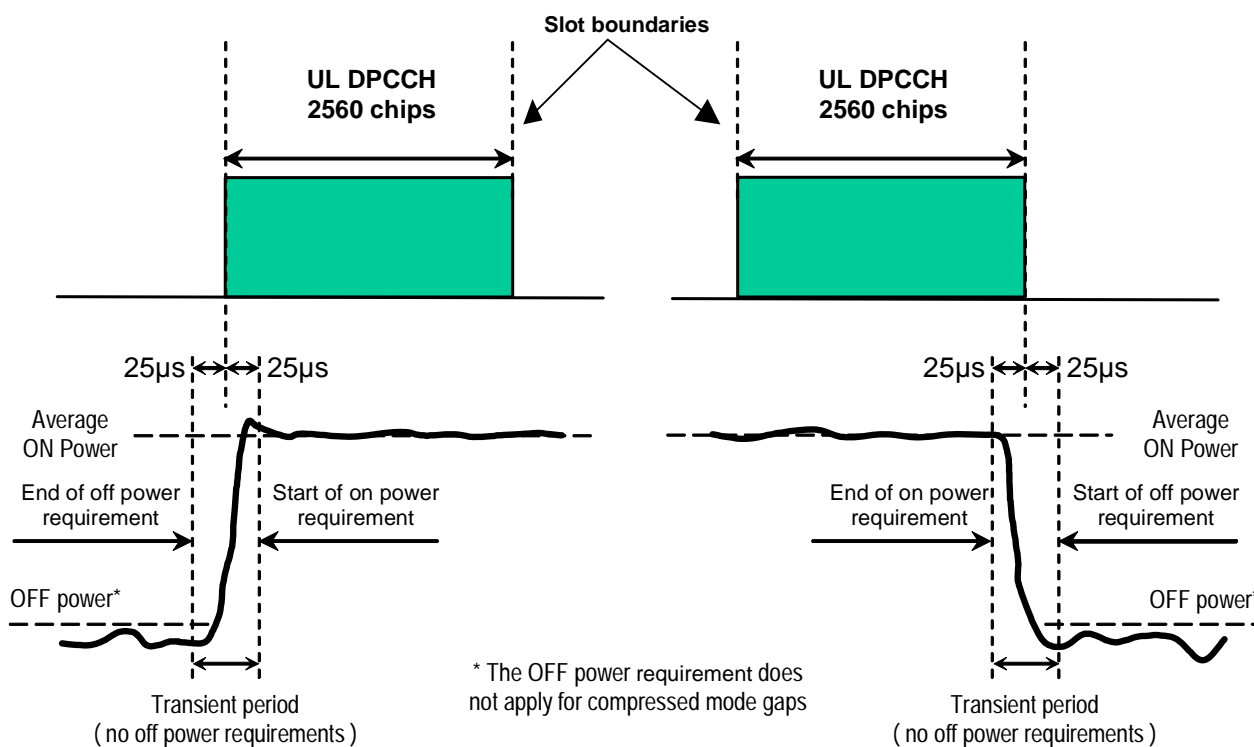 Slot boundaries
UL DPCCH
2560 chips
UL DPCCH
2560 chips
25µs
25µs
25µs
25µs
Average
ON Power
Average
ON Power
End of off power
requirement
Start of on power
requirement
End of on power
requirement
Start of off power
requirement
OFF power*
OFF power*
* The OFF power requirement does
not apply for compressed mode gaps
Transient period
( no off power requirements )
Transient period
( no off power requirements )